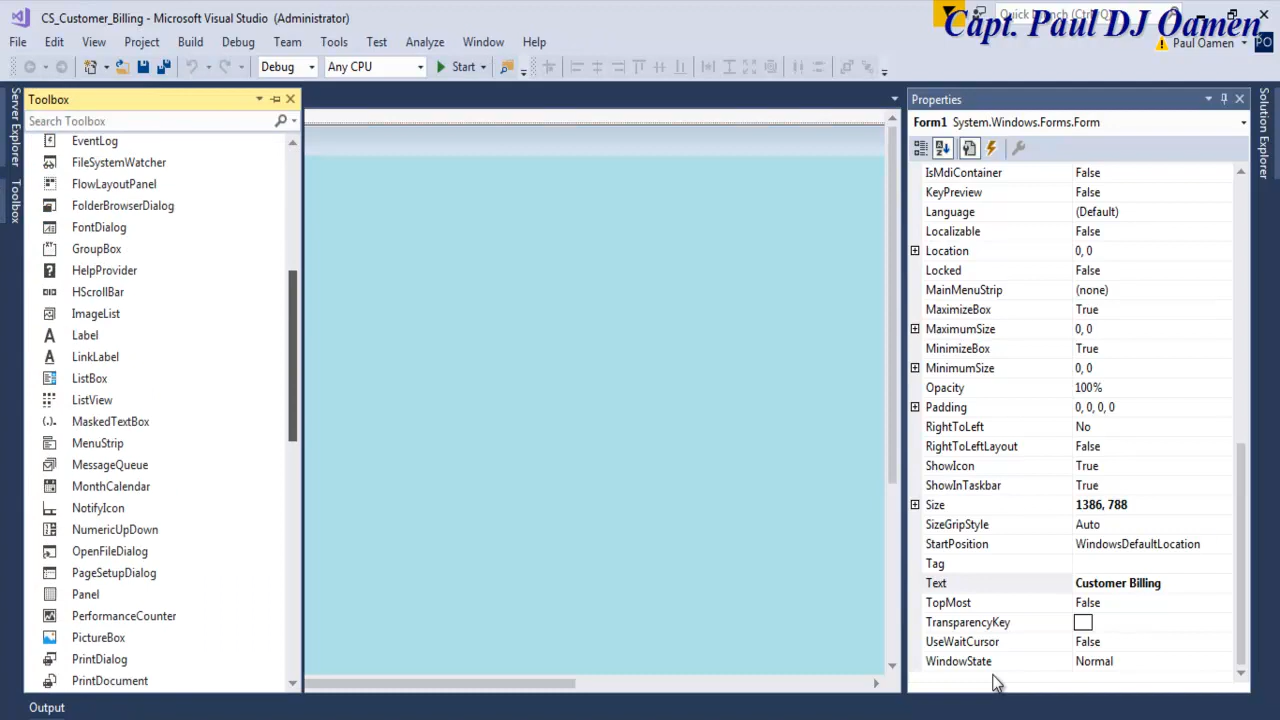 CS_Customer_Billing - Microsoft Visual Studio (Administrator)
Quick Launch (Ctrl+Q)
Capt. Paul DJ Oamen
File Edit View Project Build Debug Team Tools Test Analyze Window Help
Paul Oamen PO
Debug Any CPU Start
Server Explorer
Toolbox
Toolbox
Search Toolbox
EventLog
FileSystemWatcher
FlowLayoutPanel
FolderBrowserDialog
FontDialog
GroupBox
HelpProvider
HScrollBar
ImageList
Label
LinkLabel
ListBox
ListView
MaskedTextBox
MenuStrip
MessageQueue
MonthCalendar
NotifyIcon
NumericUpDown
OpenFileDialog
PageSetupDialog
Panel
PerformanceCounter
PictureBox
PrintDialog
PrintDocument
Properties
Form1 System.Windows.Forms.Form
IsMdiContainer False
KeyPreview False
Language (Default)
Localizable False
Location 0, 0
Locked False
MainMenuStrip (none)
MaximizeBox True
MaximumSize 0, 0
MinimizeBox True
MinimumSize 0, 0
Opacity 100%
Padding 0, 0, 0, 0
RightToLeft No
RightToLeftLayout False
ShowIcon True
ShowInTaskbar True
Size 1386, 788
SizeGripStyle Auto
StartPosition WindowsDefaultLocation
Tag
Text Customer Billing
TopMost False
TransparencyKey
UseWaitCursor False
WindowState Normal
Solution Explorer
Output